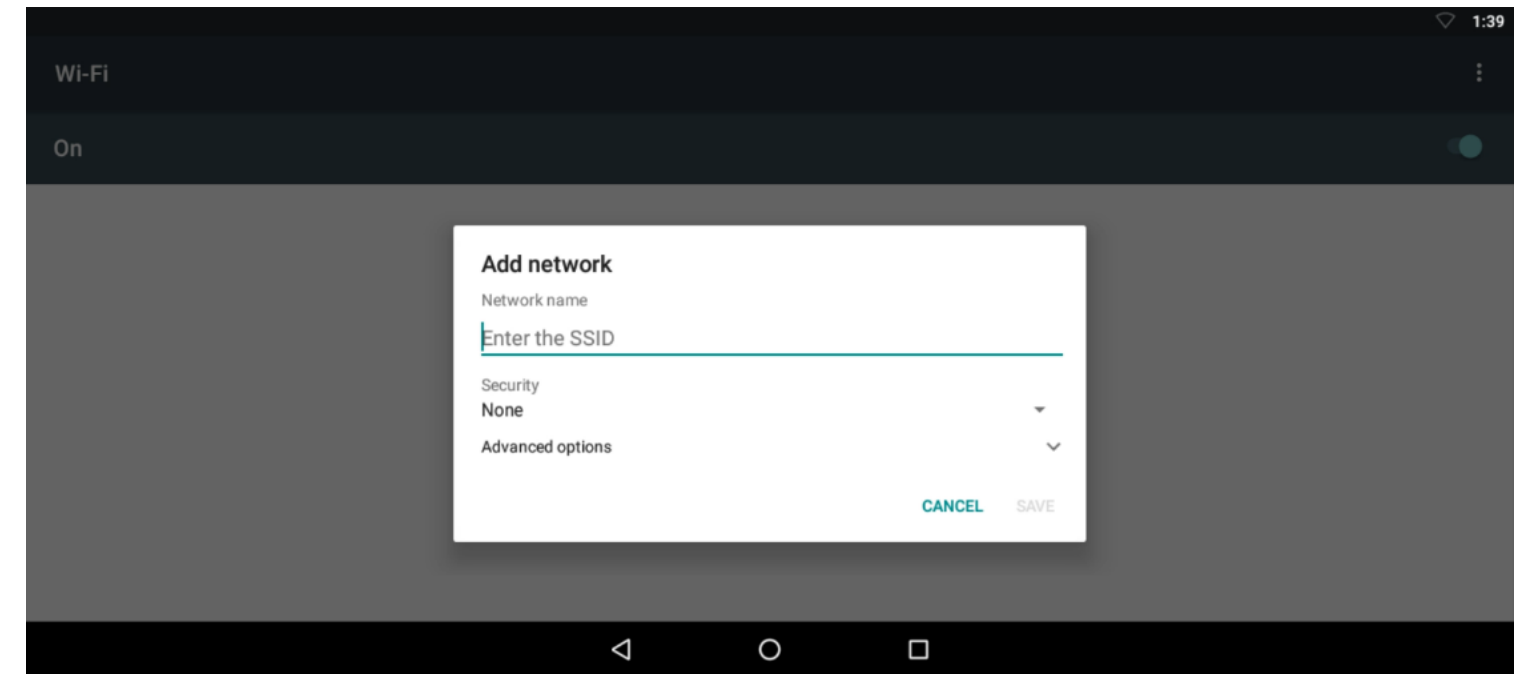 1:39
Wi-Fi
On
Add network
Network name
Enter the SSID
Security
None
Advanced options
CANCEL SAVE